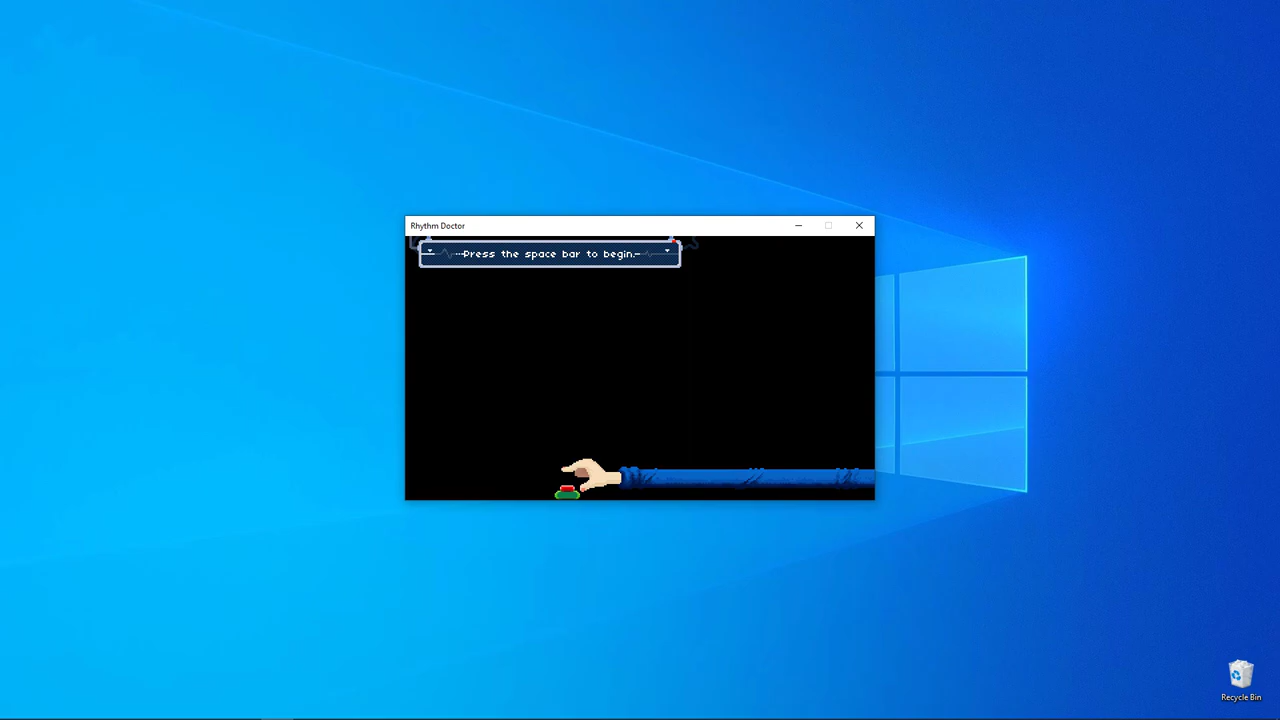 Rhythm Doctor
Press the space bar to begin.
Recycle Bin